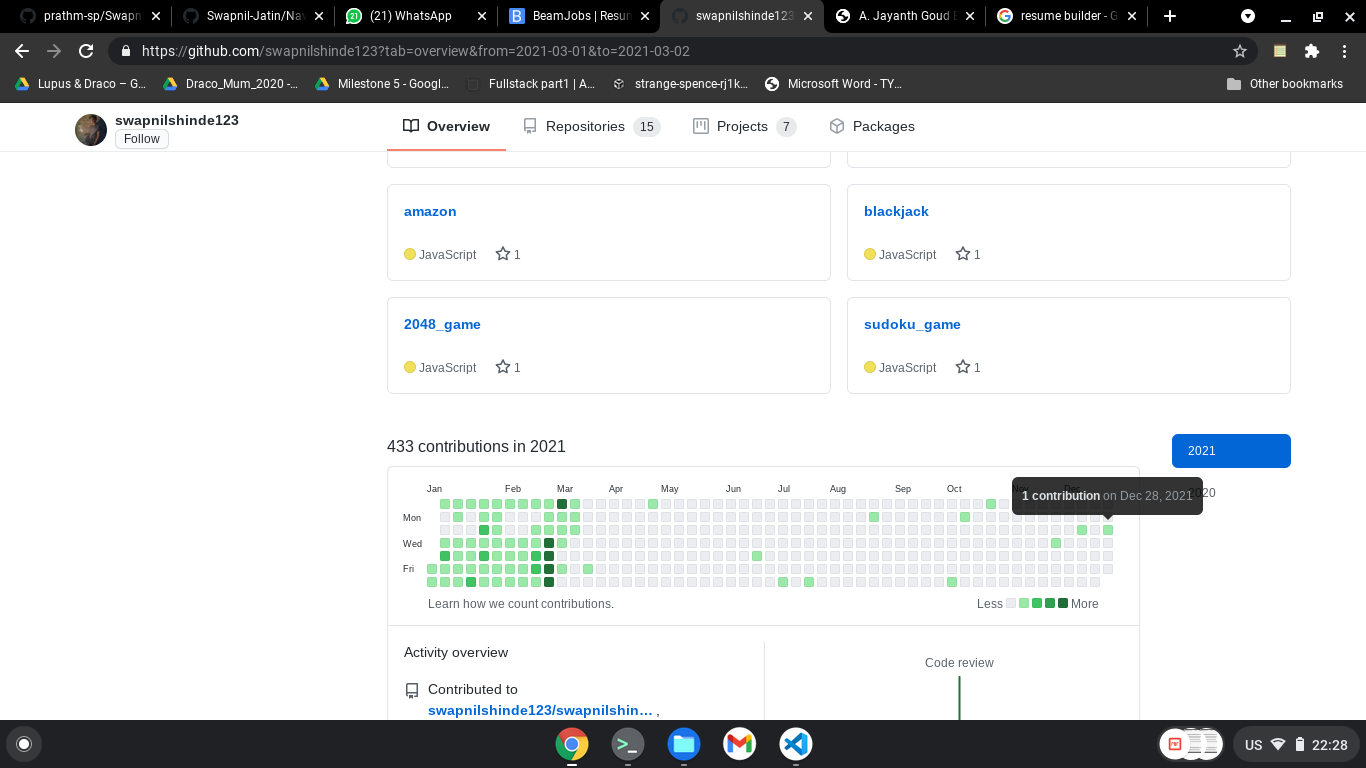 prathm-sp/Swapn
Swapnil-Jatin/Nav
(21) WhatsApp
BeamJobs | Resum
swapnilshinde123
A. Jayanth Goud
resume builder - G
https://github.com/swapnilshinde123?tab=overview&from=2021-03-01&to=2021-03-02
Lupus & Draco – G...
Draco_Mum_2020 -...
Milestone 5 - Googl...
Fullstack part1 | A...
strange-spence-rj1k...
Microsoft Word - TY...
Other bookmarks
swapnilshinde123
Follow
Overview
Repositories 15
Projects 7
Packages
amazon
JavaScript 1
blackjack
JavaScript 1
2048_game
JavaScript 1
sudoku_game
JavaScript 1
433 contributions in 2021
2021
2020
1 contribution on Dec 28, 2021
Jan Feb Mar Apr May Jun Jul Aug Sep Oct Nov Dec
Mon
Wed
Fri
Learn how we count contributions.
Less More
Activity overview
Contributed to
swapnilshinde123/swapnilshin... ,
Code review
US 22:28